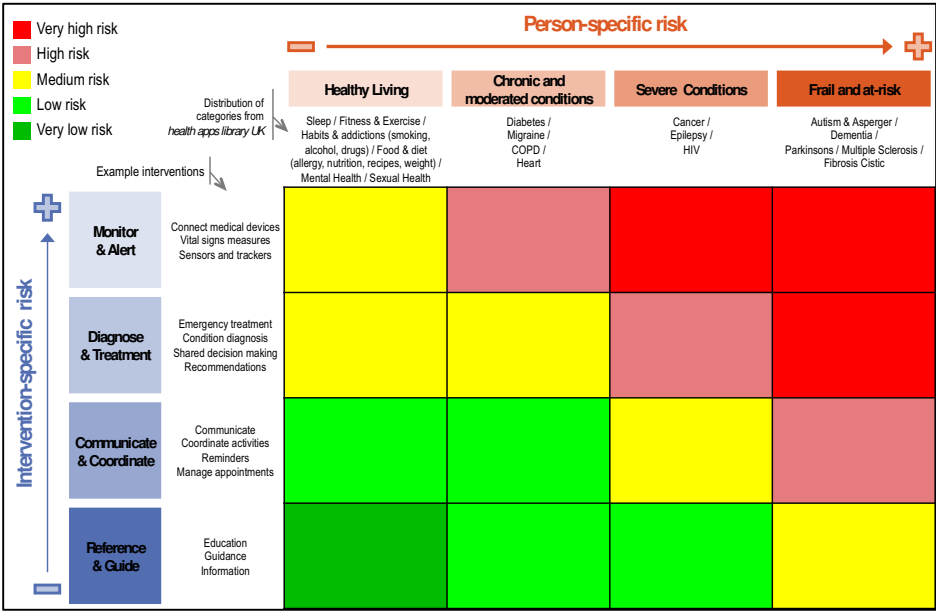 Person-specific risk
Very high risk
High risk
Medium risk
Low risk
Very low risk
Distribution of
categories from
health apps library UK
Example interventions
Healthy Living
Sleep / Fitness & Exercise /
Habits & addictions (smoking,
alcohol, drugs) / Food & diet
(allergy, nutrition, recipes, weight) /
Mental Health / Sexual Health
Chronic and
moderated conditions
Diabetes /
Migraine /
COPD /
Heart
Severe Conditions
Cancer /
Epilepsy /
HIV
Frail and at-risk
Autism & Asperger /
Dementia /
Parkinsons / Multiple Sclerosis /
Fibrosis Cistic
Intervention-specific risk
Monitor
& Alert
Connect medical devices
Vital signs measures
Sensors and trackers
Diagnose
& Treatment
Emergency treatment
Condition diagnosis
Shared decision making
Recommendations
Communicate
& Coordinate
Communicate
Coordinate activities
Reminders
Manage appointments
Reference
& Guide
Education
Guidance
Information